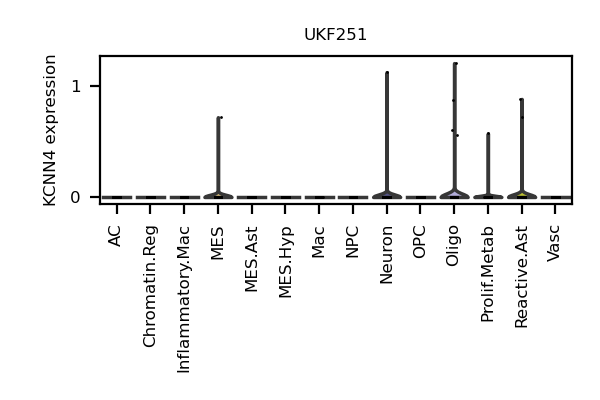 UKF251
KCNN4 expression
1
0
AC
Chromatin.Reg
Inflammatory.Mac
MES
MES.Ast
MES.Hyp
Mac
NPC
Neuron
OPC
Oligo
Prolif.Metab
Reactive.Ast
Vasc